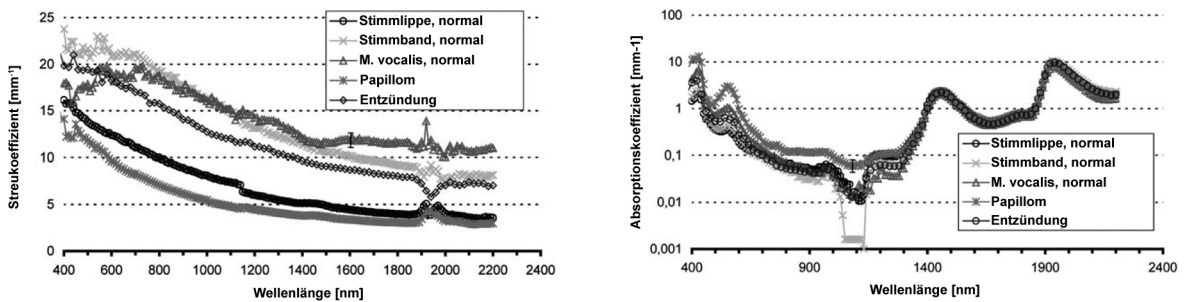 Streukoeffizient [mm⁻¹]
25
20
15
10
5
0
400 600 800 1000 1200 1400 1600 1800 2000 2200 2400
Wellenlänge [nm]
Stimmlippe, normal
Stimmband, normal
M. vocalis, normal
Papillom
Entzündung
Absorptionskoeffizient [mm-1]
100
10
1
0,1
0,01
0,001
400 900 1400 1900 2400
Wellenlänge [nm]
Stimmlippe, normal
Stimmband, normal
M. vocalis, normal
Papillom
Entzündung